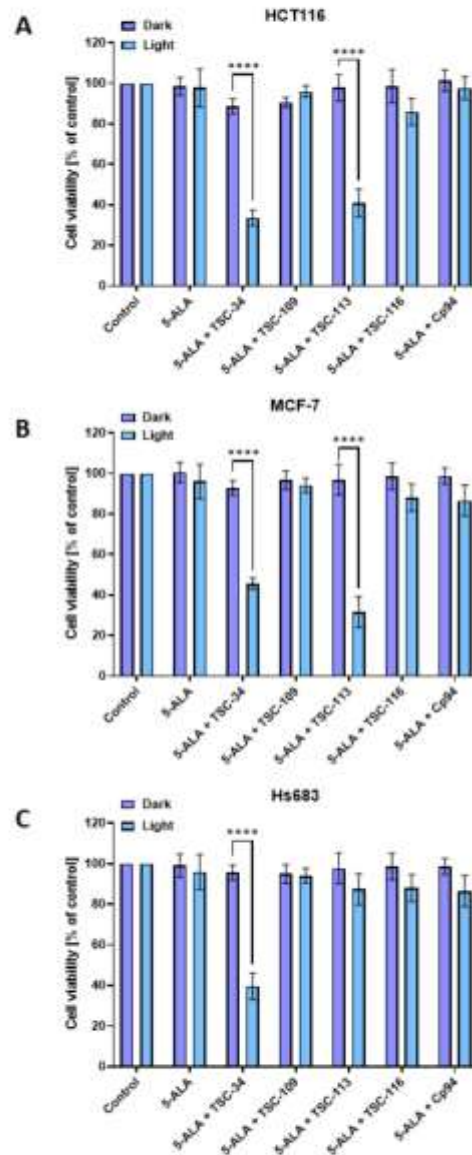 A
HCT116
Dark
Light
****
****
Cell viability [% of control]
120
100
80
60
40
20
0
Control
5-ALA
5-ALA + TSC-34
5-ALA + TSC-109
5-ALA + TSC-113
5-ALA + TSC-116
5-ALA + Cp94
B
MCF-7
Dark
Light
****
****
Cell viability [% of control]
120
100
80
60
40
20
0
Control
5-ALA
5-ALA + TSC-34
5-ALA + TSC-109
5-ALA + TSC-113
5-ALA + TSC-116
5-ALA + Cp94
C
Hs683
Dark
Light
****
Cell viability [% of control]
120
100
80
60
40
20
0
Control
5-ALA
5-ALA + TSC-34
5-ALA + TSC-109
5-ALA + TSC-113
5-ALA + TSC-116
5-ALA + Cp94